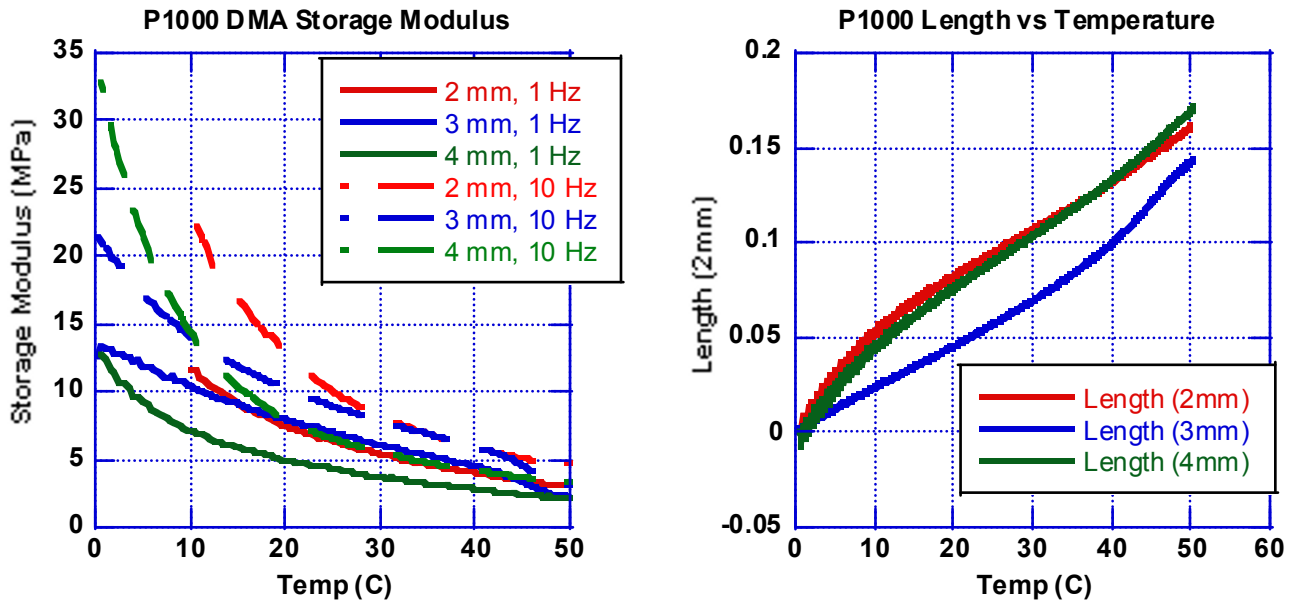 P1000 DMA Storage Modulus
Storage Modulus (MPa)
35
30
25
20
15
10
5
0
2 mm, 1 Hz
3 mm, 1 Hz
4 mm, 1 Hz
2 mm, 10 Hz
3 mm, 10 Hz
4 mm, 10 Hz
0 10 20 30 40 50
Temp (C)
P1000 Length vs Temperature
Length (2mm)
0.2
0.15
0.1
0.05
0
-0.05
Length (2mm)
Length (3mm)
Length (4mm)
0 10 20 30 40 50 60
Temp (C)